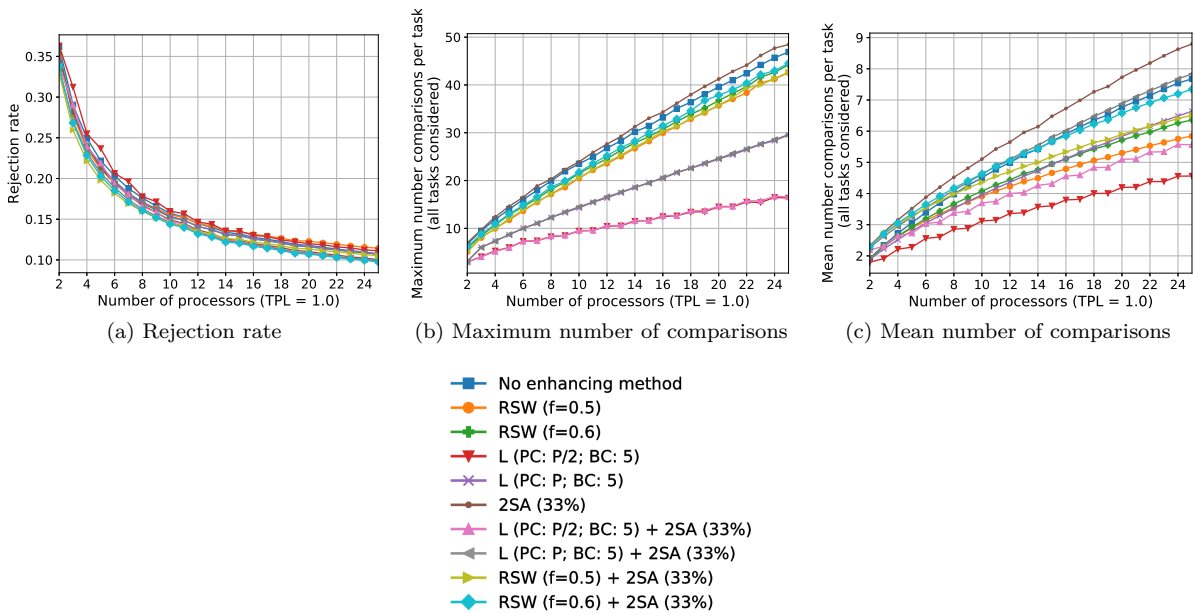 Rejection rate
0.35
0.30
0.25
0.20
0.15
0.10
2 4 6 8 10 12 14 16 18 20 22 24
Number of processors (TPL = 1.0)
(a) Rejection rate
Maximum number comparisons per task
(all tasks considered)
50
40
30
20
10
2 4 6 8 10 12 14 16 18 20 22 24
Number of processors (TPL = 1.0)
(b) Maximum number of comparisons
Mean number comparisons per task
(all tasks considered)
9
8
7
6
5
4
3
2
2 4 6 8 10 12 14 16 18 20 22 24
Number of processors (TPL = 1.0)
(c) Mean number of comparisons
No enhancing method
RSW (f=0.5)
RSW (f=0.6)
L (PC: P/2; BC: 5)
L (PC: P; BC: 5)
2SA (33%)
L (PC: P/2; BC: 5) + 2SA (33%)
L (PC: P; BC: 5) + 2SA (33%)
RSW (f=0.5) + 2SA (33%)
RSW (f=0.6) + 2SA (33%)